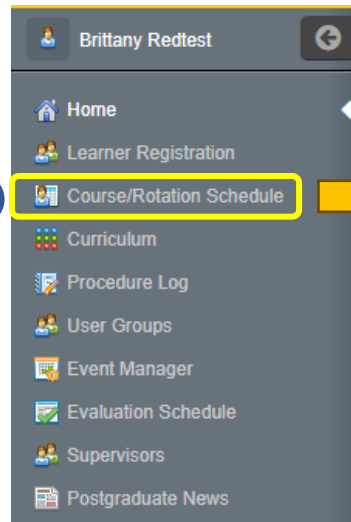 Brittany Redtest
Home
Learner Registration
Course/Rotation Schedule
Curriculum
Procedure Log
User Groups
Event Manager
Evaluation Schedule
Supervisors
Postgraduate News